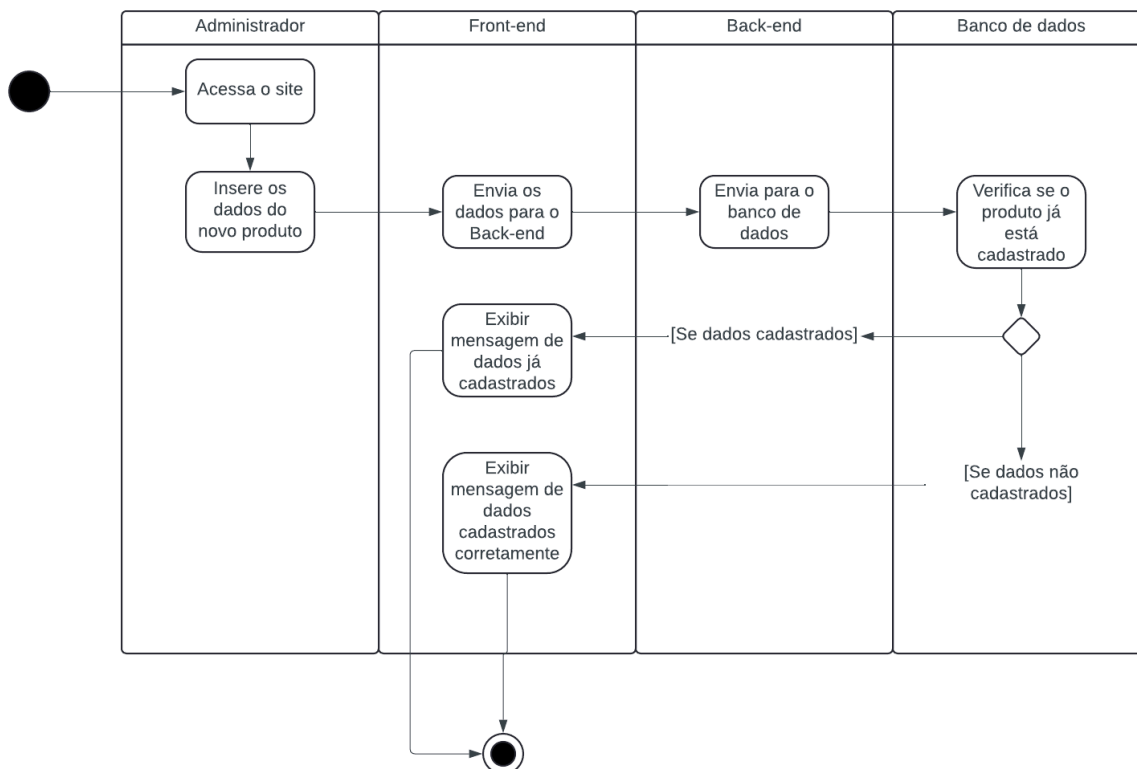 Administrador
Front-end
Back-end
Banco de dados
Acessa o site
Insere os
dados do
novo produto
Envia os
dados para o
Back-end
Envia para o
banco de
dados
Verifica se o
produto já
está
cadastrado
Exibir
mensagem de
dados já
cadastrados
[Se dados cadastrados]
Exibir
mensagem de
dados
cadastrados
corretamente
[Se dados não
cadastrados]